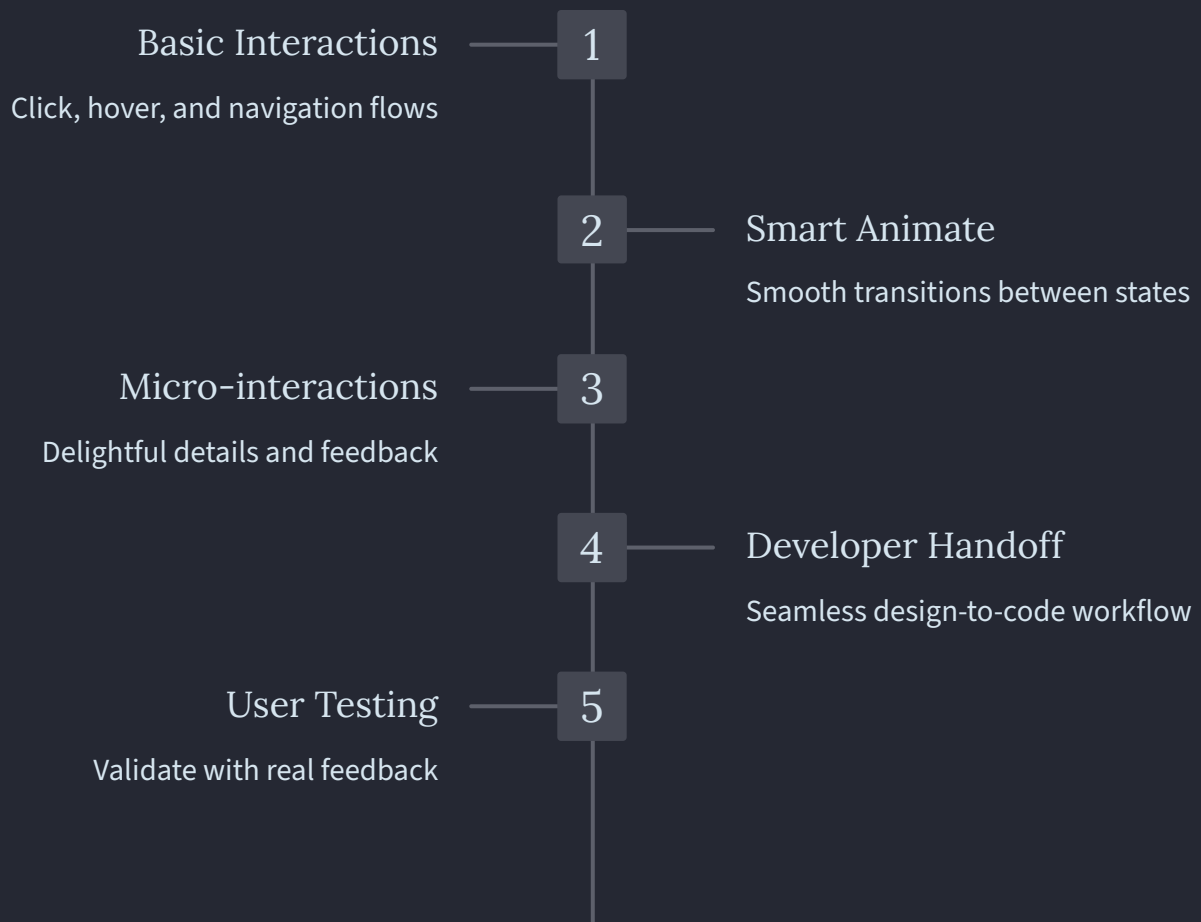 Basic Interactions
1
Click, hover, and navigation flows
2
Smart Animate
Smooth transitions between states
Micro-interactions
3
Delightful details and feedback
4
Developer Handoff
Seamless design-to-code workflow
User Testing
5
Validate with real feedback